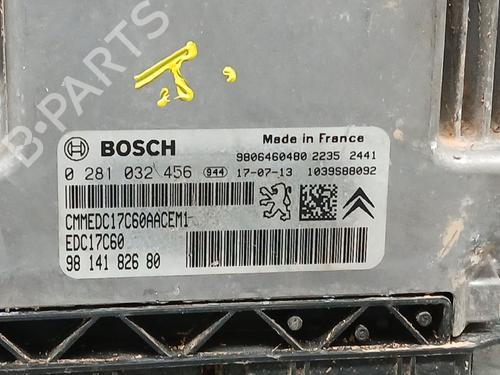 B-PARTS
J.
BOSCH
Made in France
9806460480 2235 2441
0 281 032 456 944 17-07-13 1039S88092
CMMEDC17C60AACEM1
EDC17C60
98 141 826 80